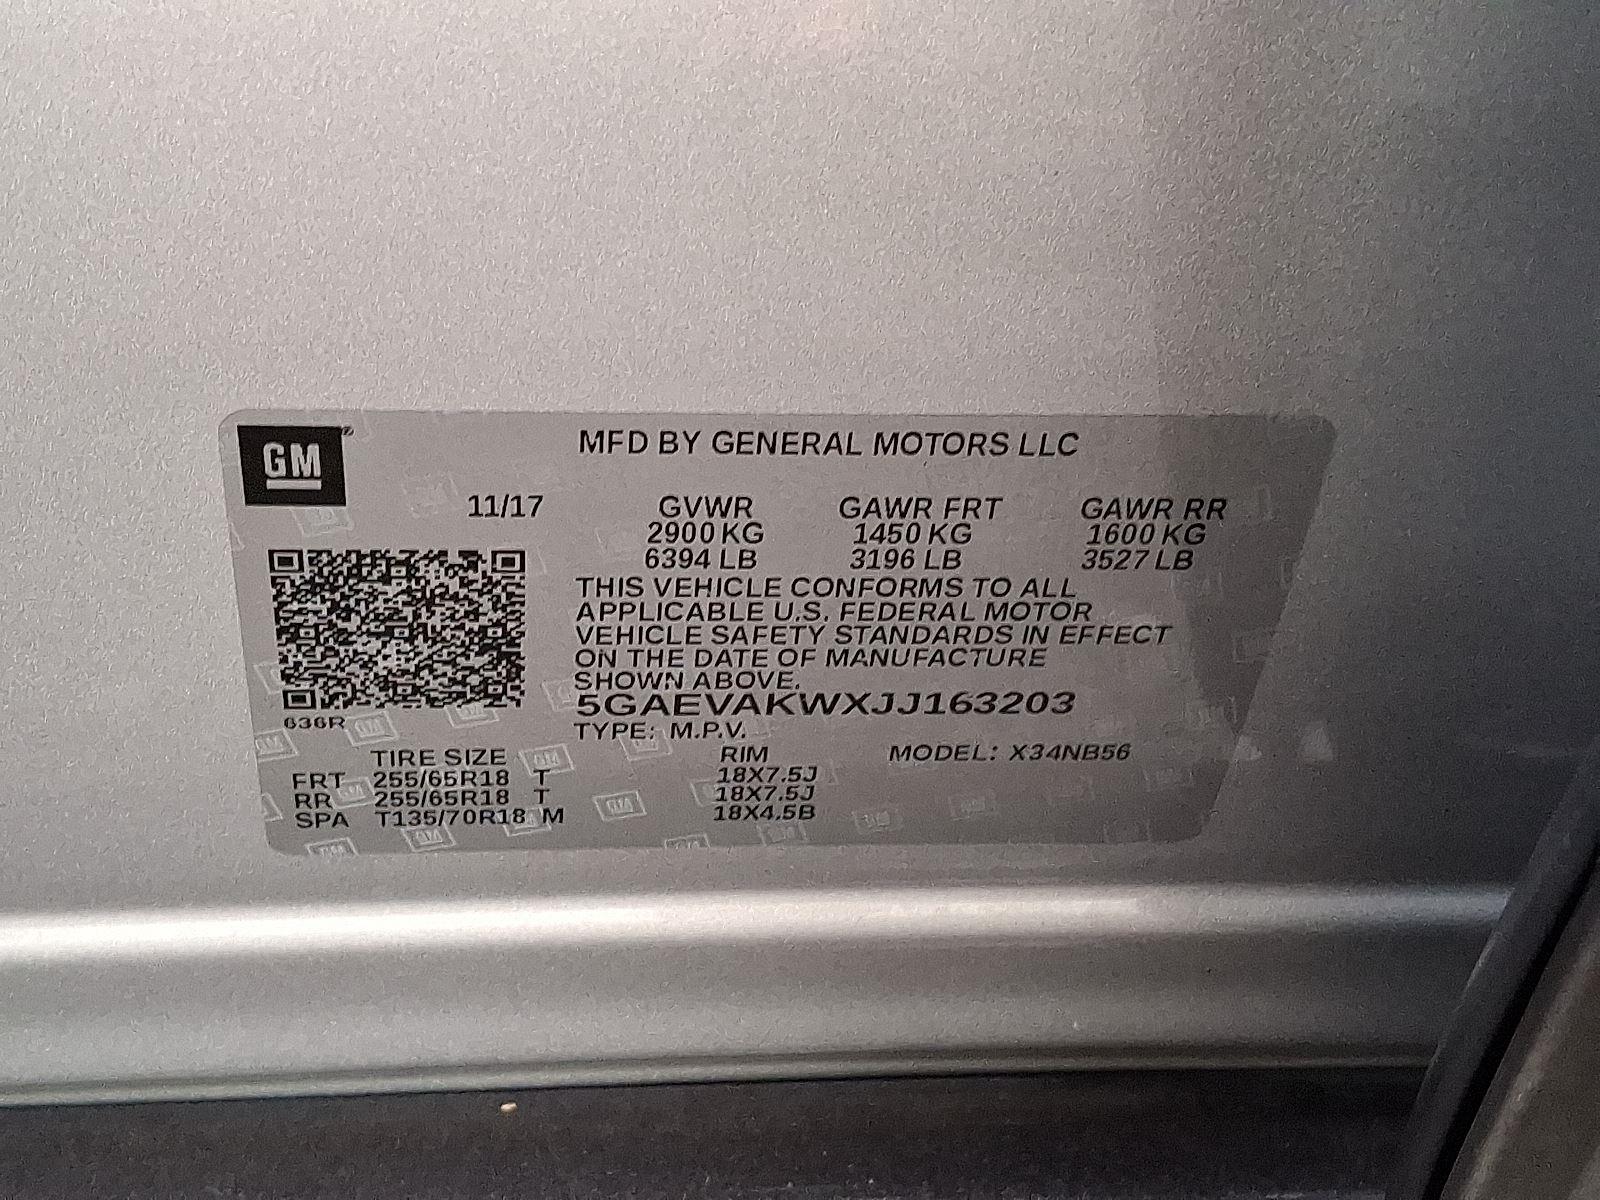 GM®
MFD BY GENERAL MOTORS LLC
11/17 GVWR GAWR FRT GAWR RR
2900 KG 1450 KG 1600 KG
6394 LB 3196 LB 3527 LB
THIS VEHICLE CONFORMS TO ALL
APPLICABLE U.S. FEDERAL MOTOR
VEHICLE SAFETY STANDARDS IN EFFECT
ON THE DATE OF MANUFACTURE
SHOWN ABOVE.
5GAEVAKWXJJ163203
636R
TYPE: M.P.V.
TIRE SIZE RIM MODEL: X34NB56
FRT 255/65R18 T 18X7.5J
RR 255/65R18 T 18X7.5J
SPA T135/70R18 M 18X4.5B